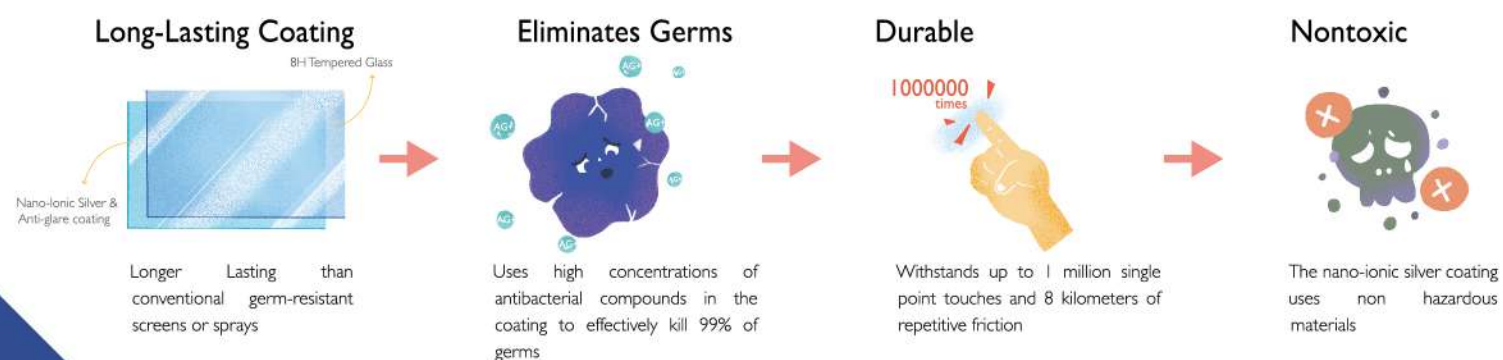 Long-Lasting Coating
8H Tempered Glass
Nano-Ionic Silver &
Anti-glare coating
Longer Lasting than
conventional germ-resistant
screens or sprays
Eliminates Germs
AG+
AG+
AG+
AG+
AG+
AG+
Uses high concentrations of
antibacterial compounds in the
coating to effectively kill 99% of
germs
Durable
1000000
times
Withstands up to 1 million single
point touches and 8 kilometers of
repetitive friction
Nontoxic
The nano-ionic silver coating
uses non hazardous
materials